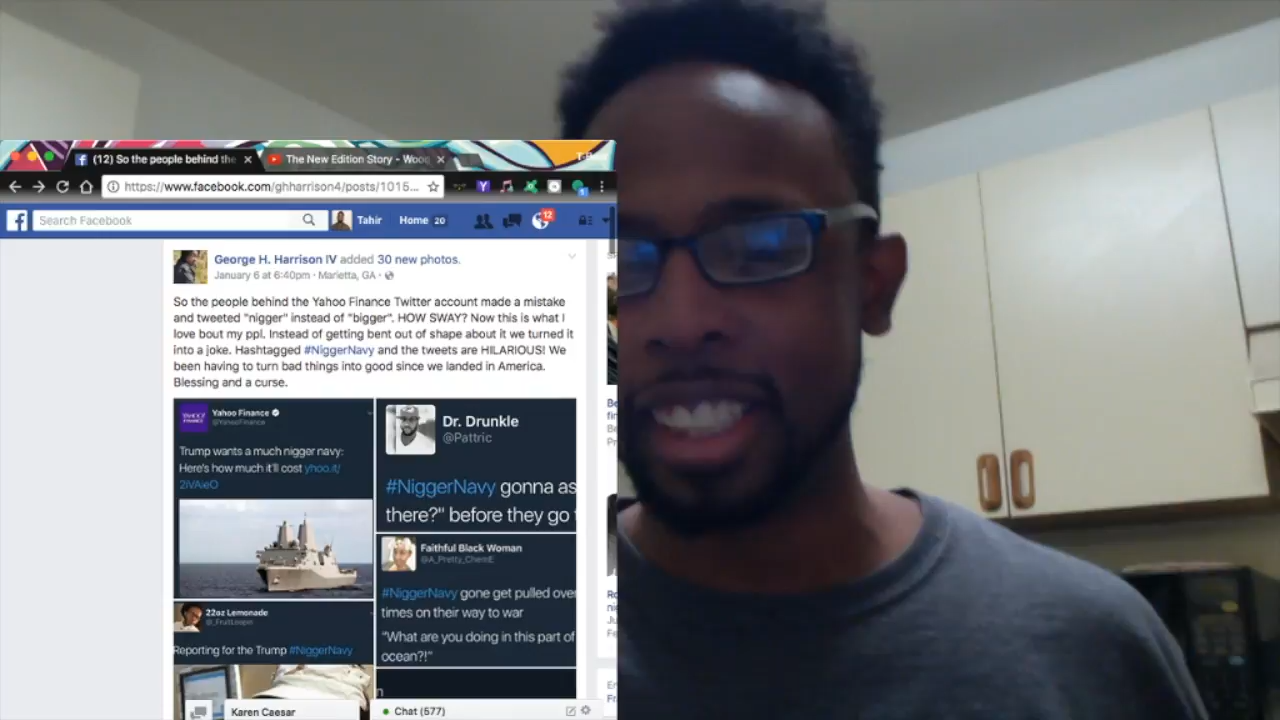 (12) So the people behind the
The New Edition Story - Woo
https://www.facebook.com/ghharrison4/posts/1015...
Search Facebook
Tahir
Home 20
12
George H. Harrison IV added 30 new photos.
January 6 at 6:40pm · Marietta, GA ·
So the people behind the Yahoo Finance Twitter account made a mistake
and tweeted "nigger" instead of "bigger". HOW SWAY? Now this is what I
love bout my ppl. Instead of getting bent out of shape about it we turned it
into a joke. Hashtagged #NiggerNavy and the tweets are HILARIOUS! We
been having to turn bad things into good since we landed in America.
Blessing and a curse.
YAHOO!
FINANCE
Yahoo Finance
@YahooFinance
Trump wants a much nigger navy:
Here's how much it'll cost yhoo.it/
2iVAieO
22oz Lemonade
Reporting for the Trump #NiggerNavy
Dr. Drunkle
@Pattric
#NiggerNavy gonna as
there?" before they go
Faithful Black Woman
@A_Pretty_ChemE
#NiggerNavy gone get pulled over
times on their way to war
"What are you doing in this part of
ocean?!"
Karen Caesar
Chat (577)